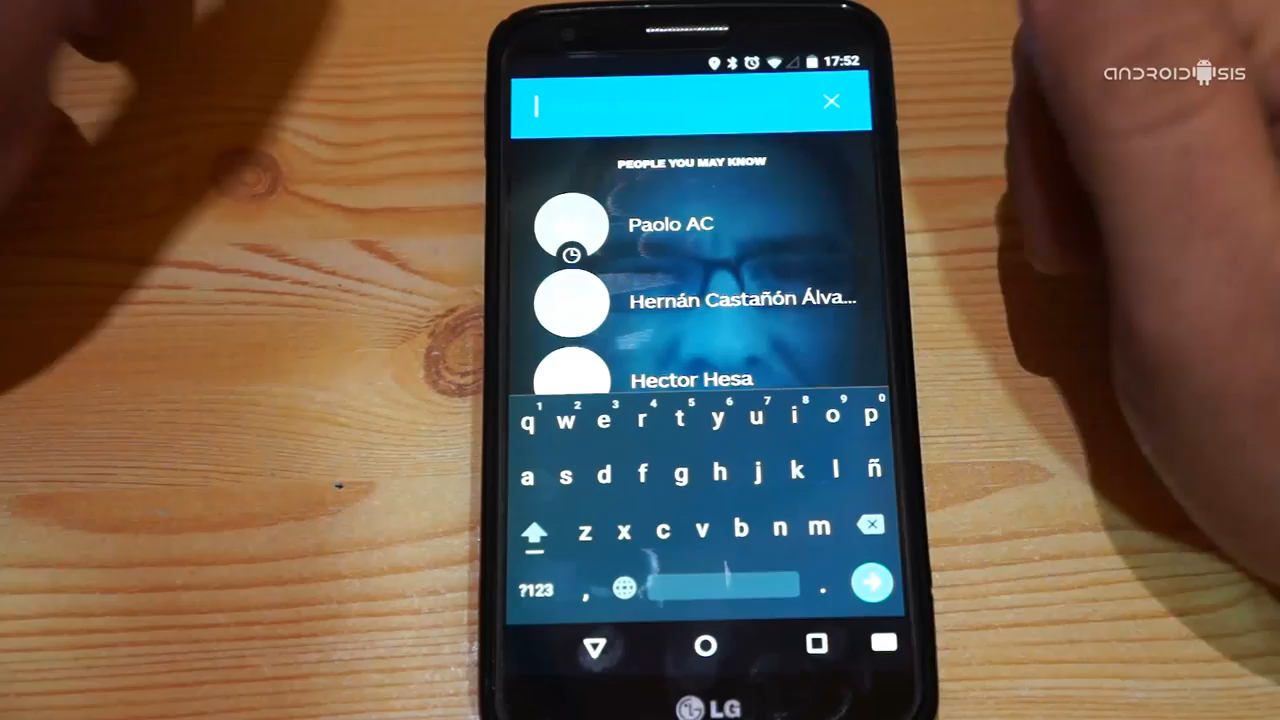 17:52
ANDROIDSIS
PEOPLE YOU MAY KNOW
Paolo AC
Hernán Castañón Álva...
Hector Hesa
1 2 3 4 5 6 7 8 9 0
q w e r t y u i o p
a s d f g h j k l ñ
z x c v b n m
?123 , .
LG